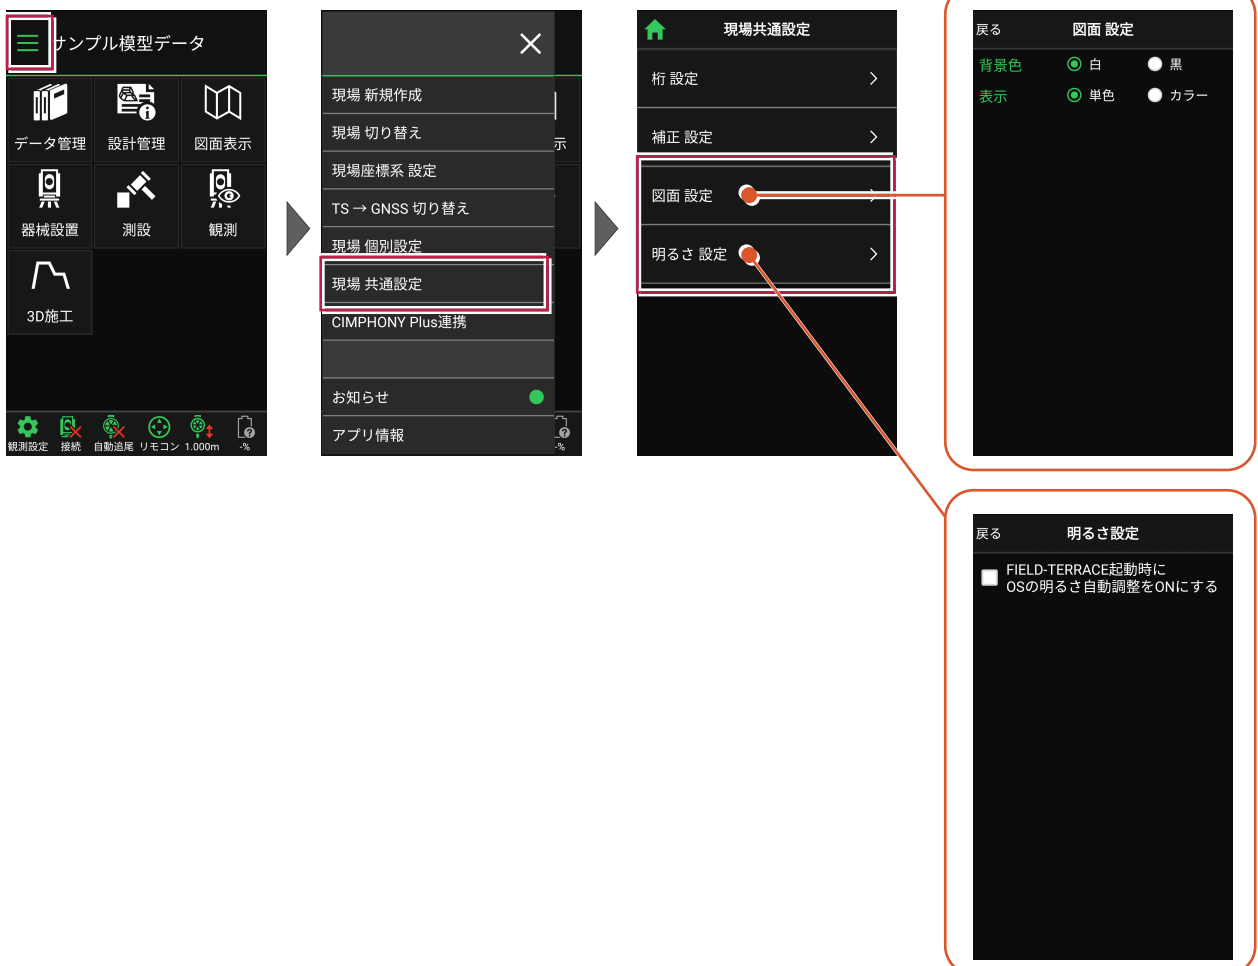 サンプル模型データ
データ管理
設計管理
図面表示
器械設置
測設
観測
3D施工
観測設定
接続
自動追尾
リモコン
1.000m
-%
現場 新規作成
現場 切り替え
現場座標系 設定
TS → GNSS 切り替え
現場 個別設定
現場 共通設定
CIMPHONY Plus連携
お知らせ
アプリ情報
示
-%
現場共通設定
桁 設定
補正 設定
図面 設定
明るさ 設定
戻る
図面 設定
背景色
白
黒
表示
単色
カラー
戻る
明るさ設定
FIELD-TERRACE起動時に
OSの明るさ自動調整をONにする